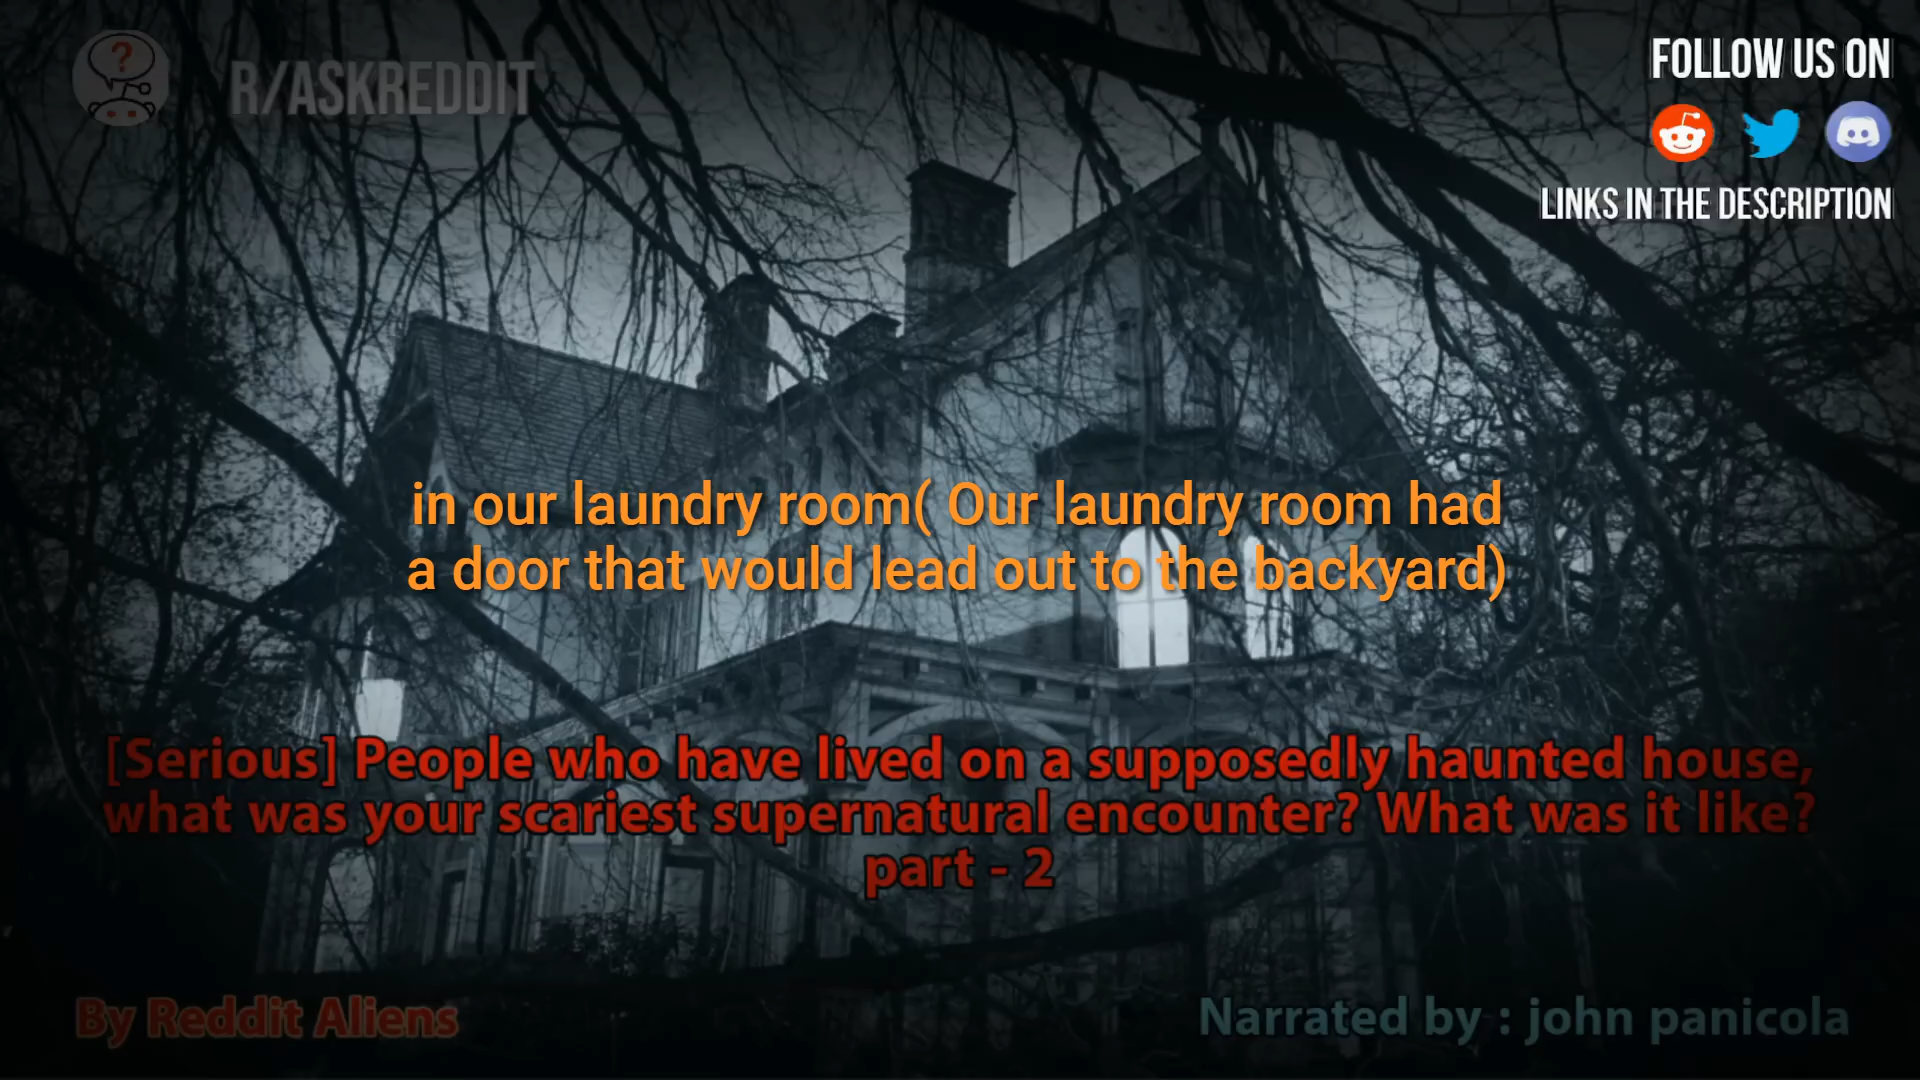 R/ASKREDDIT
FOLLOW US ON
LINKS IN THE DESCRIPTION
in our laundry room( Our laundry room had
a door that would lead out to the backyard)
[Serious] People who have lived on a supposedly haunted house,
what was your scariest supernatural encounter? What was it like?
part - 2
By Reddit Aliens
Narrated by : john panicola